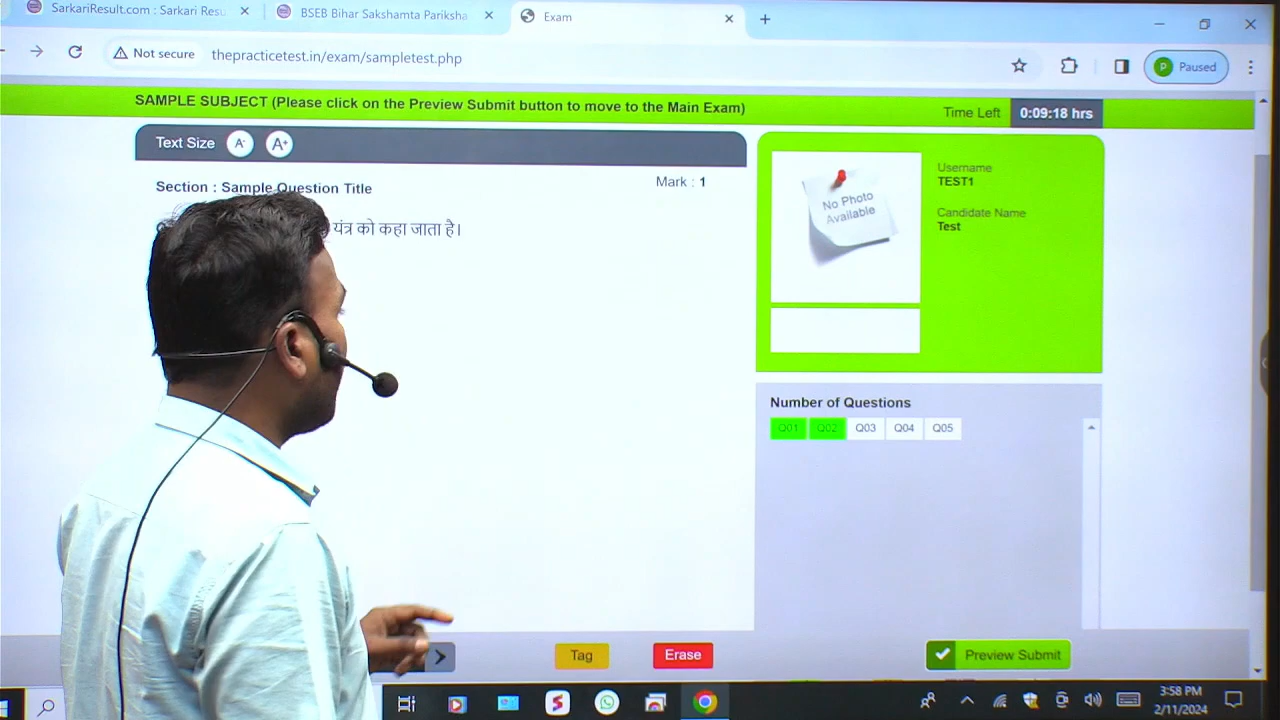 SarkariResult.com : Sarkari Resu
BSEB Bihar Sakshamta Pariksha
Exam
Not secure
thepracticetest.in/exam/sampletest.php
P
Paused
SAMPLE SUBJECT (Please click on the Preview Submit button to move to the Main Exam)
Time Left
0:09:18 hrs
Text Size
A-
A+
Section : Sample Question Title
Mark : 1
यंत्र को कहा जाता है।
No Photo
Available
Username
TEST1
Candidate Name
Test
Number of Questions
Q01
Q02
Q03
Q04
Q05
Tag
Erase
Preview Submit
3:58 PM
2/11/2024